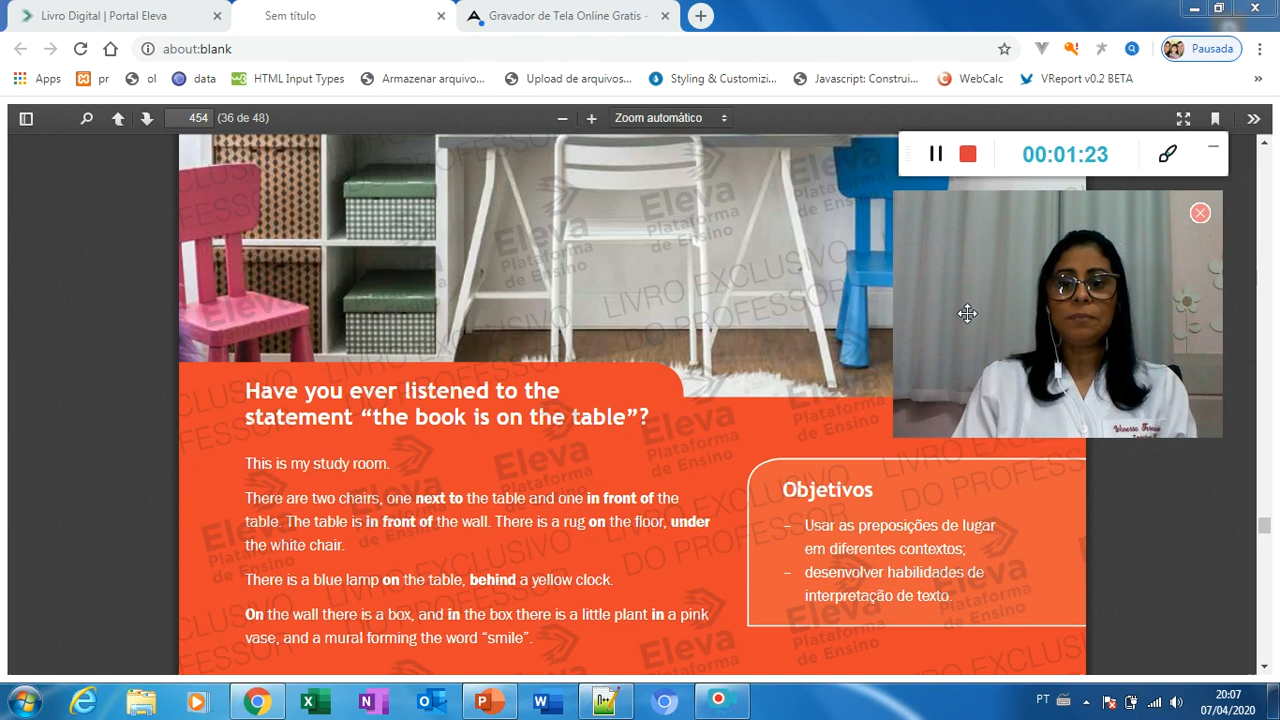 Livro Digital | Portal Eleva
Sem título
Gravador de Tela Online Gratis -
about:blank
Pausada
Apps
pr
ol
data
HTML Input Types
Armazenar arquivo...
Upload de arquivos...
Styling & Customizi...
Javascript: Construi...
WebCalc
VReport v0.2 BETA
»
454 (36 de 48)
Zoom automático
00:01:23
Eleva
Plataforma
de Ensino
LIVRO EXCLUSIVO
DO PROFESSOR
Have you ever listened to the
statement “the book is on the table”?
This is my study room.
There are two chairs, one next to the table and one in front of the
table. The table is in front of the wall. There is a rug on the floor, under
the white chair.
There is a blue lamp on the table, behind a yellow clock.
On the wall there is a box, and in the box there is a little plant in a pink
vase, and a mural forming the word “smile”.
Objetivos
– Usar as preposições de lugar
em diferentes contextos;
– desenvolver habilidades de
interpretação de texto.
PT
20:07
07/04/2020